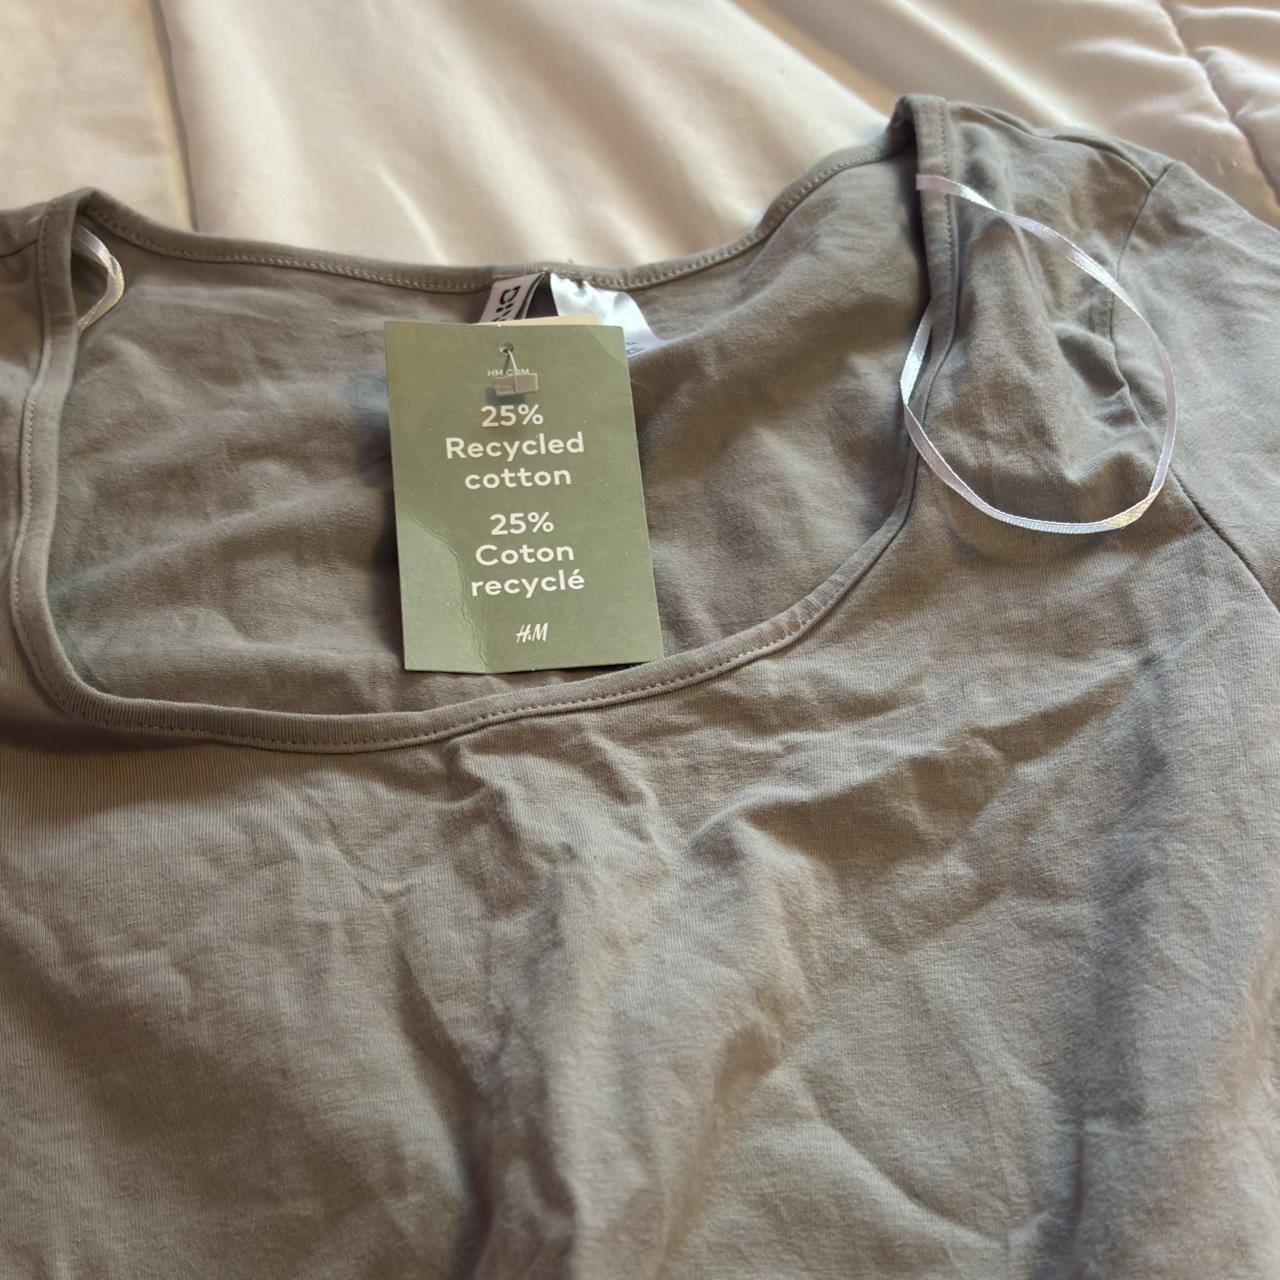 HM.COM
25%
Recycled
cotton
25%
Coton
recyclé
H&M